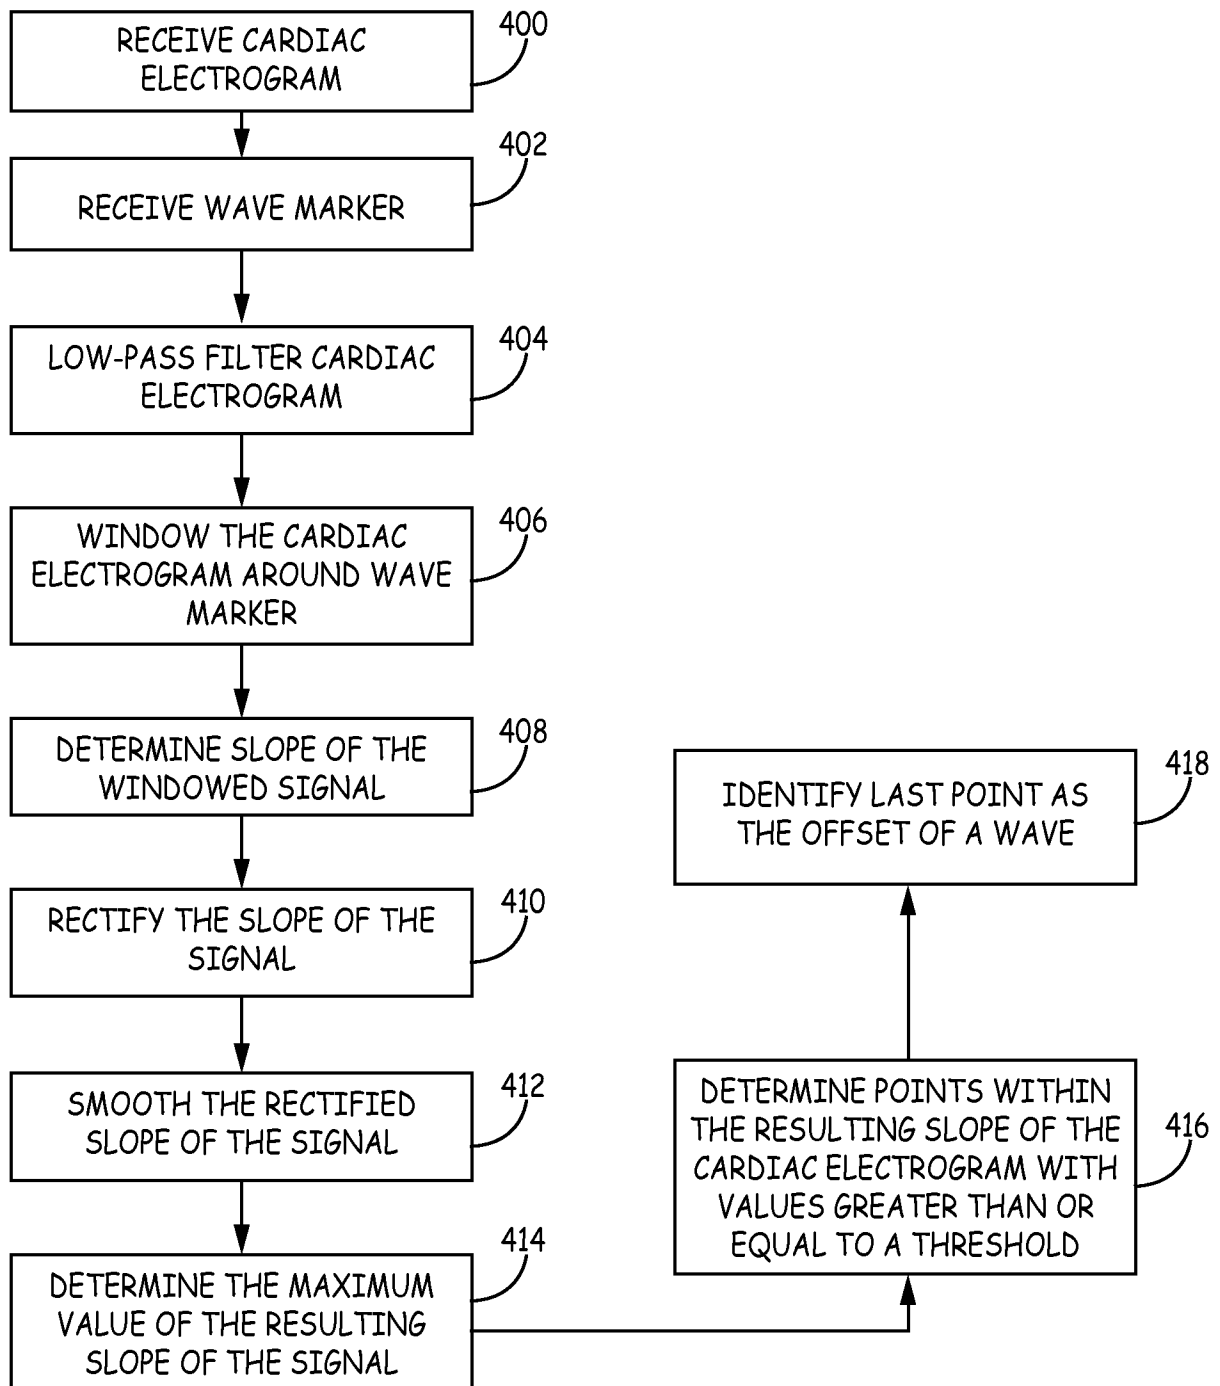 RECEIVE CARDIAC
ELECTROGRAM
400
RECEIVE WAVE MARKER
402
LOW-PASS FILTER CARDIAC
ELECTROGRAM
404
WINDOW THE CARDIAC
ELECTROGRAM AROUND WAVE
MARKER
406
DETERMINE SLOPE OF THE
WINDOWED SIGNAL
408
RECTIFY THE SLOPE OF THE
SIGNAL
410
SMOOTH THE RECTIFIED
SLOPE OF THE SIGNAL
412
DETERMINE THE MAXIMUM
VALUE OF THE RESULTING
SLOPE OF THE SIGNAL
414
DETERMINE POINTS WITHIN
THE RESULTING SLOPE OF THE
CARDIAC ELECTROGRAM WITH
VALUES GREATER THAN OR
EQUAL TO A THRESHOLD
416
IDENTIFY LAST POINT AS
THE OFFSET OF A WAVE
418